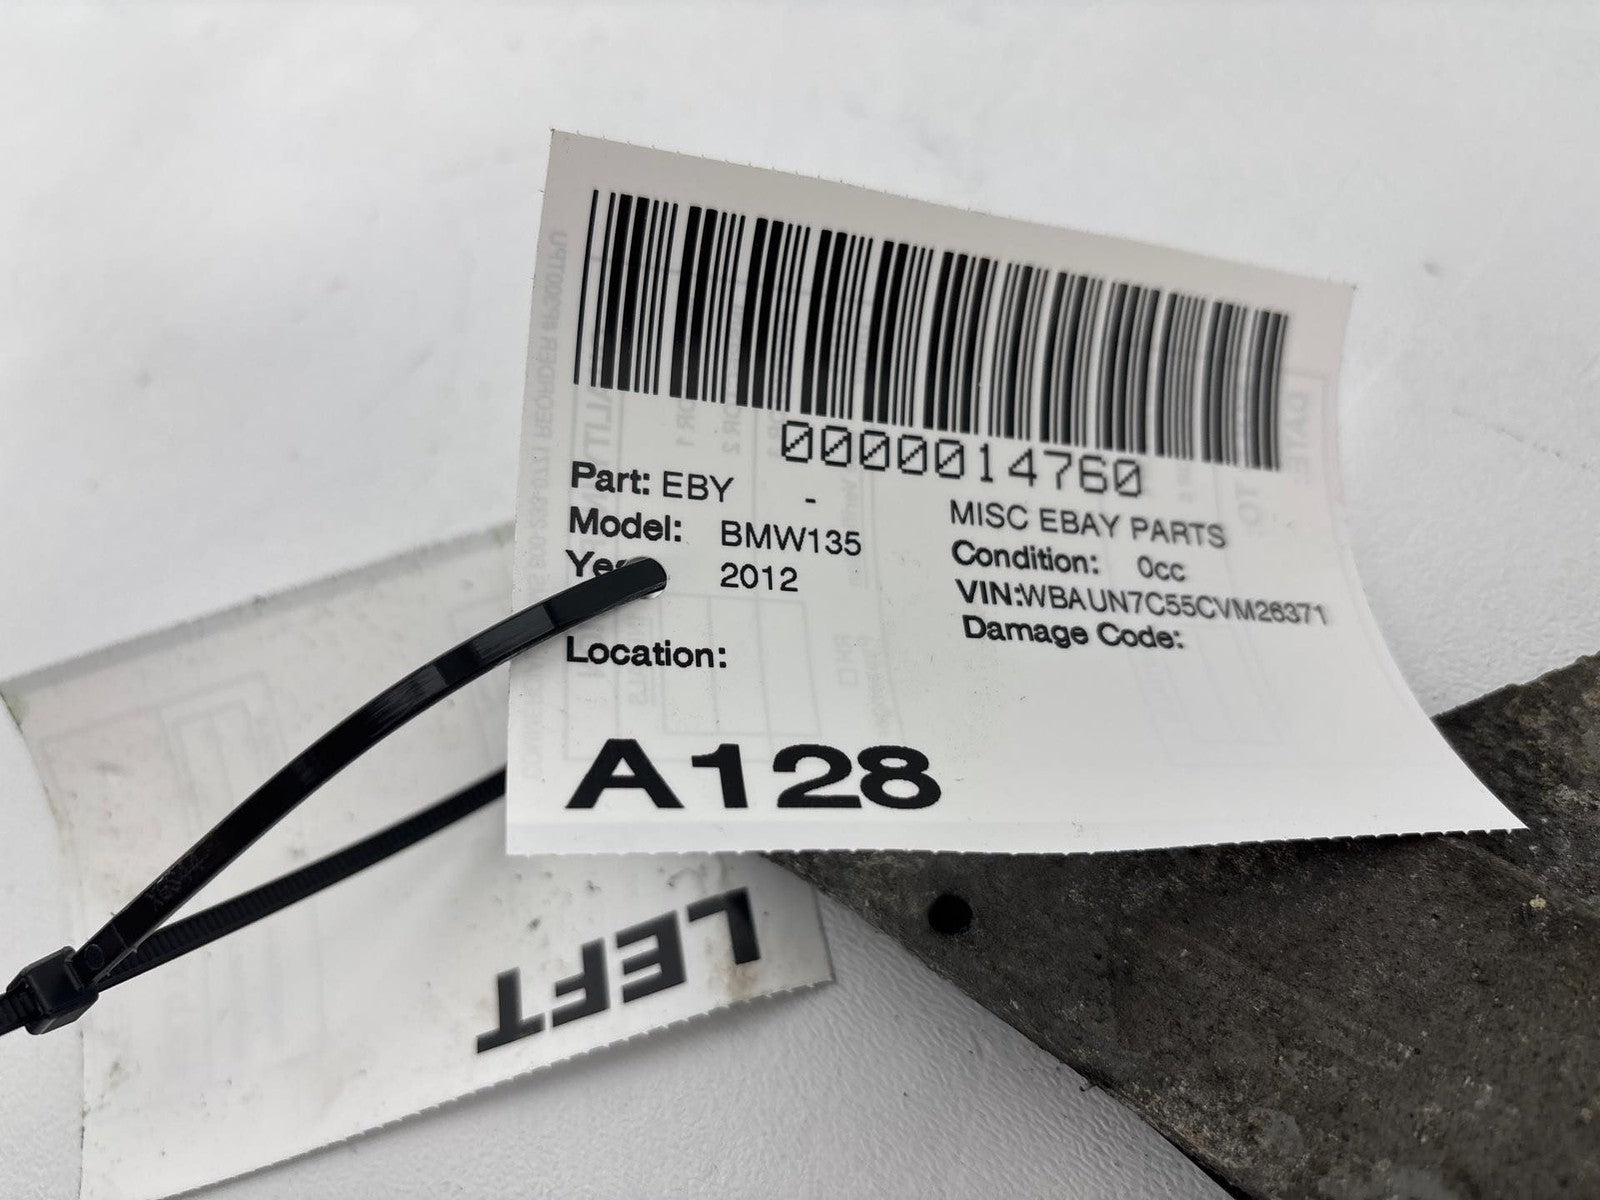 0000014760
Part: EBY - MISC EBAY PARTS
Model: BMW135 Condition: 0cc
2012 VIN:WBAUN7C55CVM26371
Location: Damage Code:
A128
LEFT